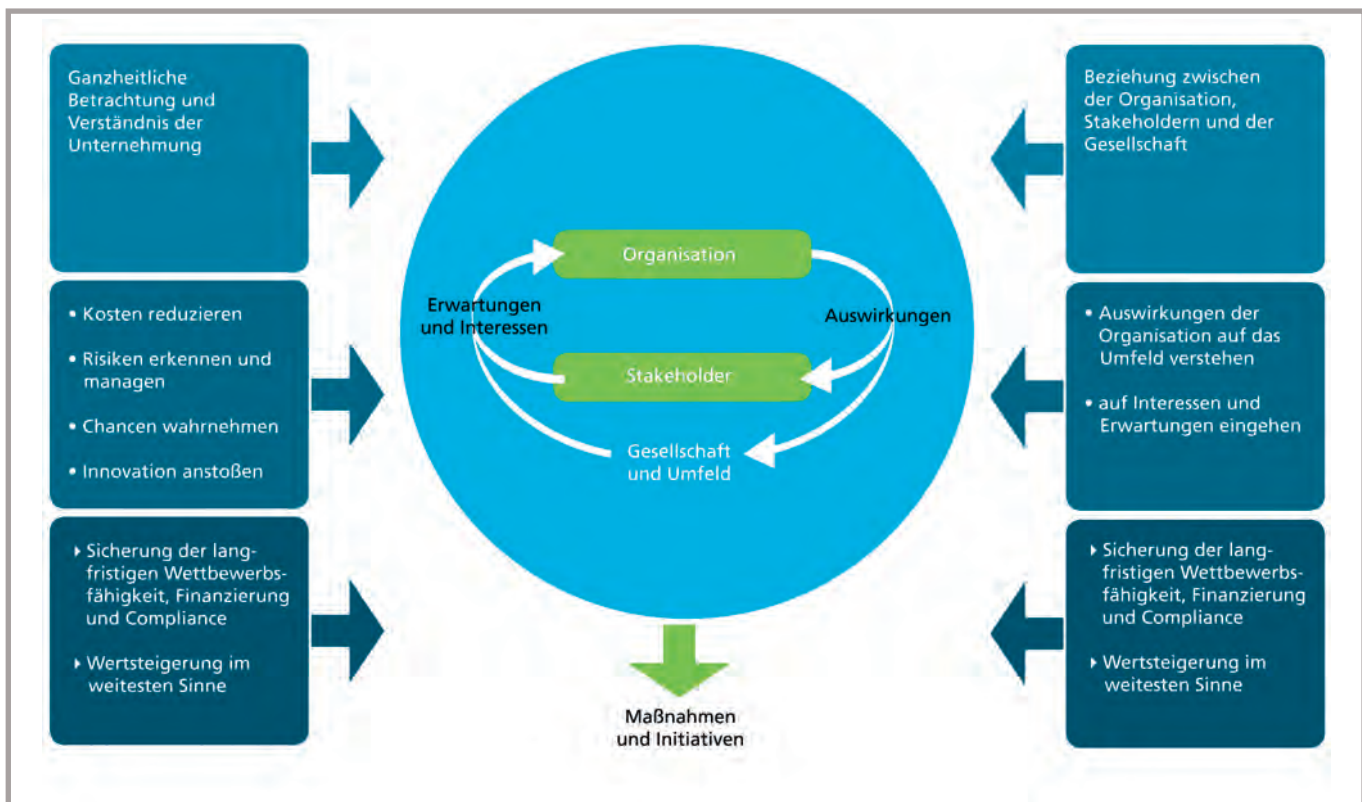 Ganzheitliche
Betrachtung und
Verständnis der
Unternehmung
• Kosten reduzieren
• Risiken erkennen und
managen
• Chancen wahrnehmen
• Innovation anstoßen
Sicherung der lang-
fristigen Wettbewerbs-
fähigkeit, Finanzierung
und Compliance
Wertsteigerung im
weitesten Sinne
Organisation
Erwartungen
und Interessen
Auswirkungen
Stakeholder
Gesellschaft
und Umfeld
Maßnahmen
und Initiativen
Beziehung zwischen
der Organisation,
Stakeholdern und der
Gesellschaft
• Auswirkungen der
Organisation auf das
Umfeld verstehen
• auf Interessen und
Erwartungen eingehen
Sicherung der lang-
fristigen Wettbewerbs-
fähigkeit, Finanzierung
und Compliance
Wertsteigerung im
weitesten Sinne